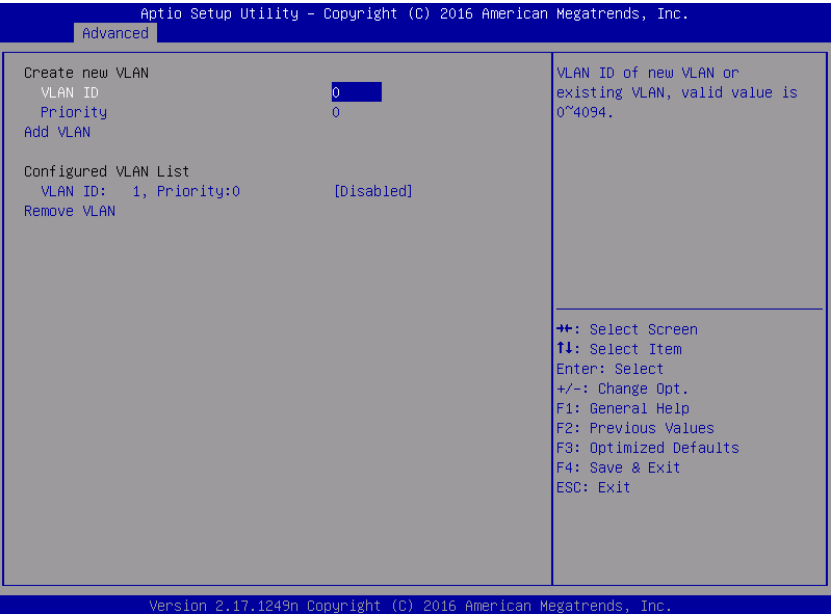 Aptio Setup Utility – Copyright (C) 2016 American Megatrends, Inc.
Advanced
Create new VLAN
VLAN ID 0
Priority 0
Add VLAN
Configured VLAN List
VLAN ID: 1, Priority:0 [Disabled]
Remove VLAN
VLAN ID of new VLAN or
existing VLAN, valid value is
0~4094.
→←: Select Screen
↑↓: Select Item
Enter: Select
+/-: Change Opt.
F1: General Help
F2: Previous Values
F3: Optimized Defaults
F4: Save & Exit
ESC: Exit
Version 2.17.1249n Copyright (C) 2016 American Megatrends, Inc.